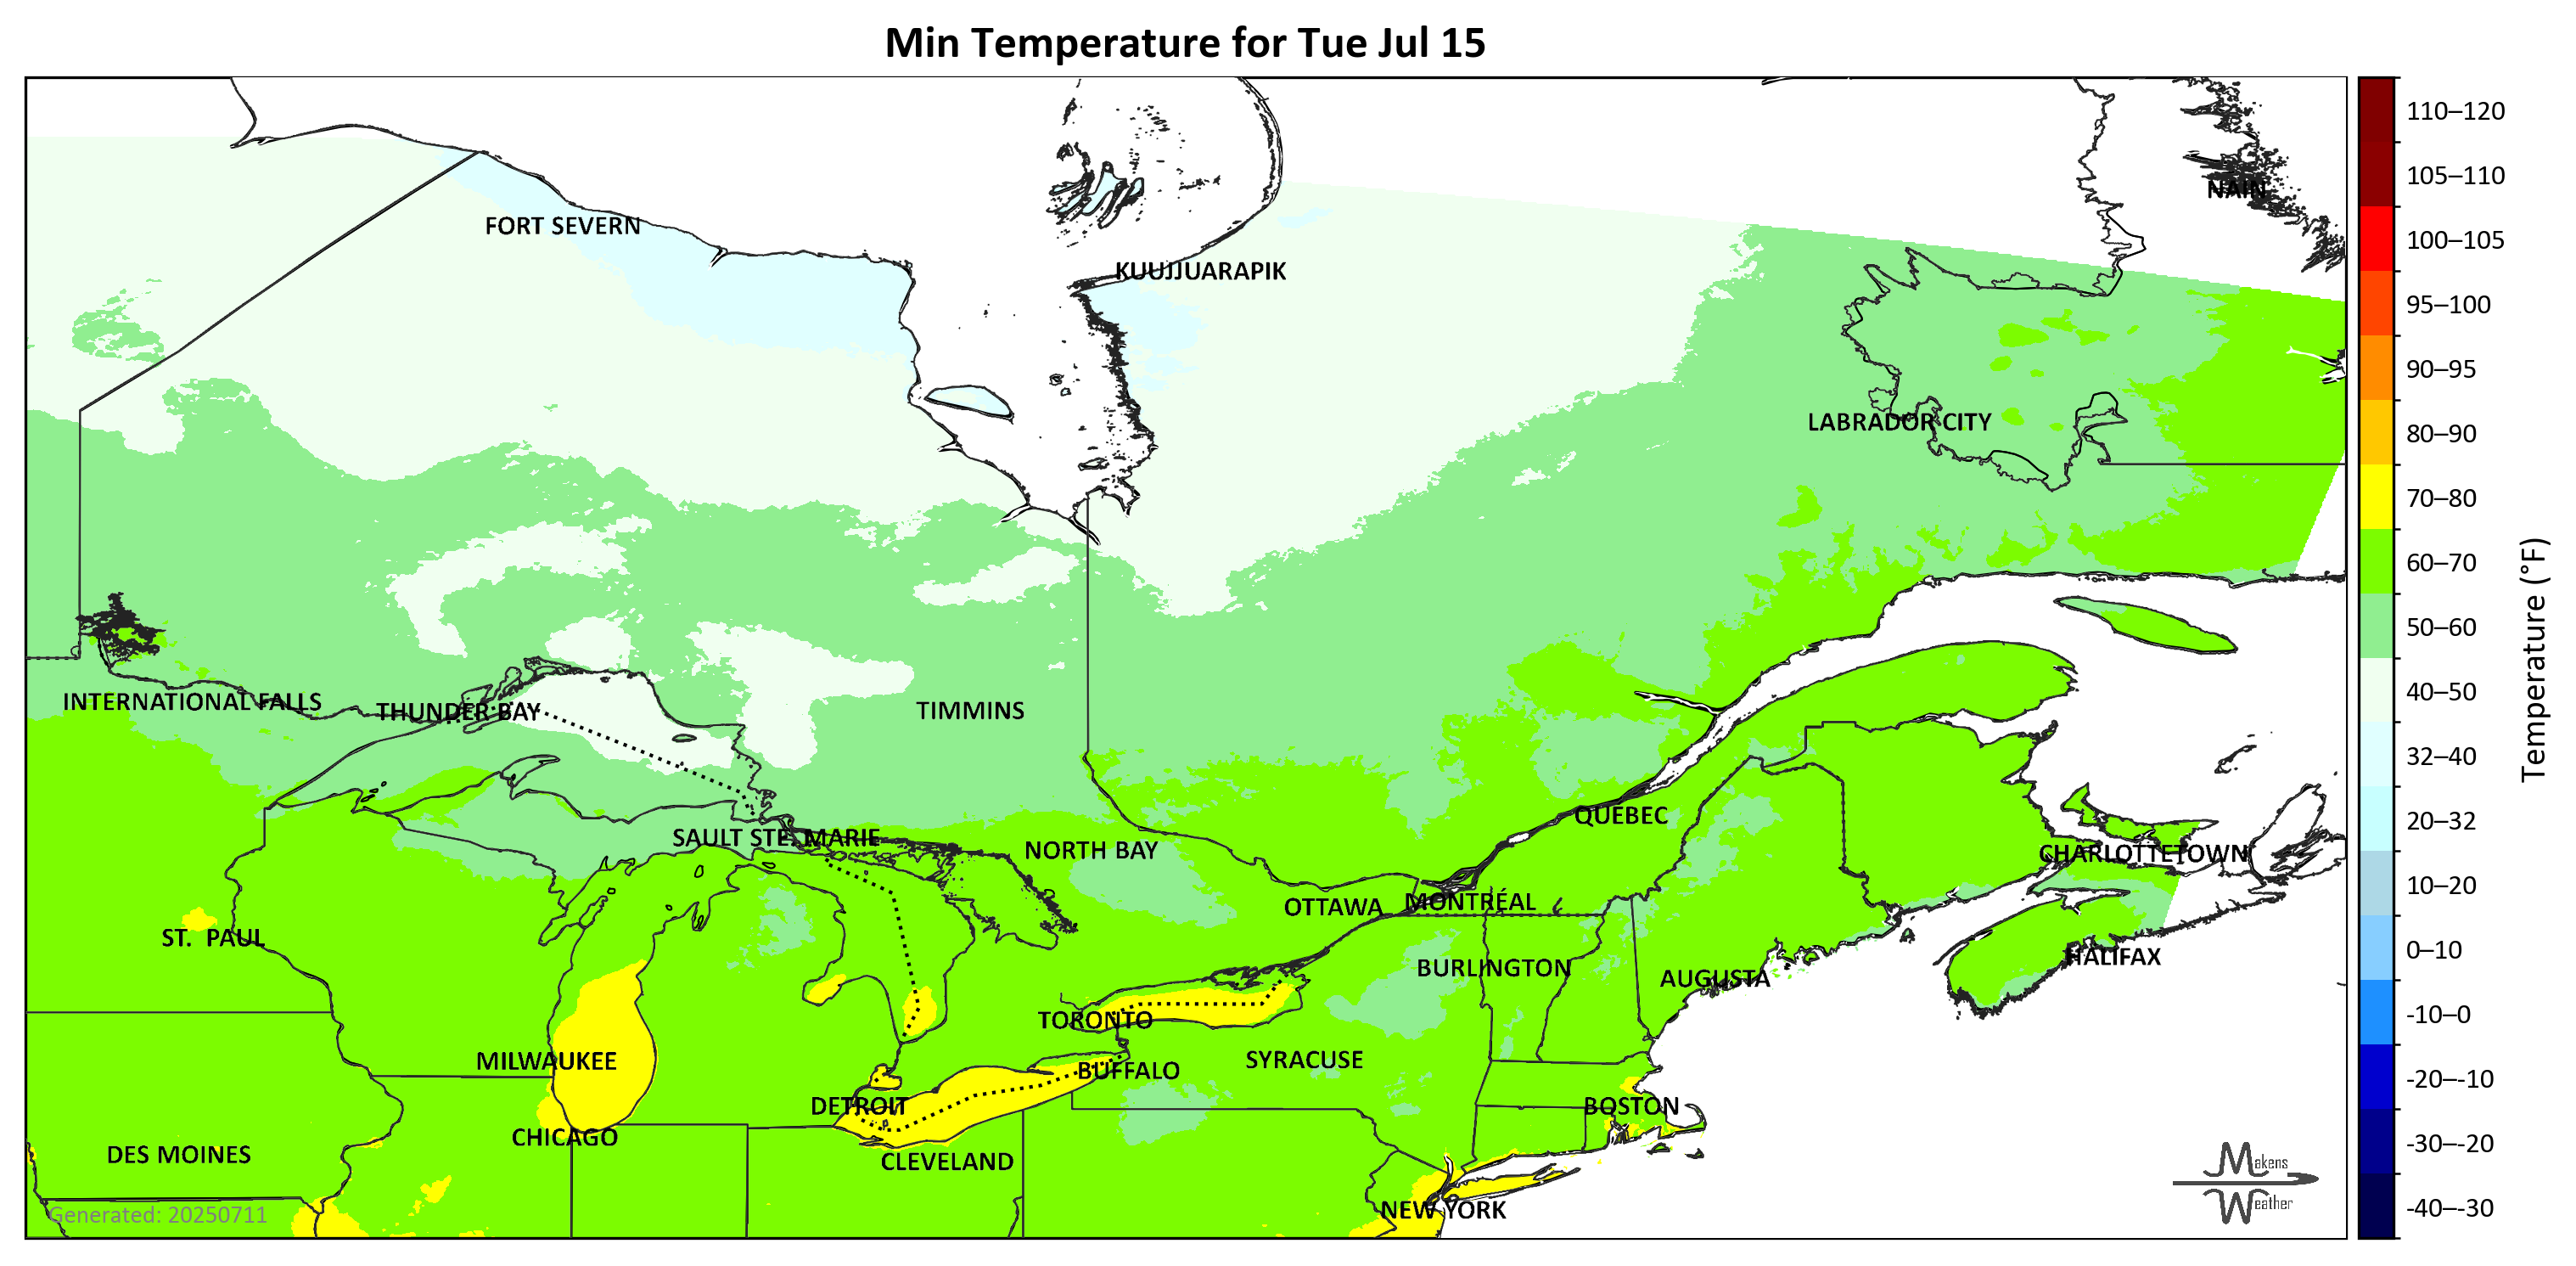 Min Temperature for Tue Jul 15
110–120
105–110
NAIN
FORT SEVERN
100–105
KUUJJUARAPIK
95–100
90–95
LABRADOR CITY
80–90
70–80
60–70
50–60
Temperature (°F)
40–50
INTERNATIONAL FALLS
THUNDER BAY
TIMMINS
32–40
QUÉBEC
20–32
SAULT STE. MARIE
NORTH BAY
CHARLOTTETOWN
10–20
OTTAWA
MONTRÉAL
ST. PAUL
0–10
HALIFAX
BURLINGTON
AUGUSTA
-10–0
TORONTO
MILWAUKEE
SYRACUSE
BUFFALO
-20–-10
DETROIT
BOSTON
CHICAGO
-30–-20
DES MOINES
CLEVELAND
Makens
Weather
NEW YORK
-40–-30
Generated: 20250711